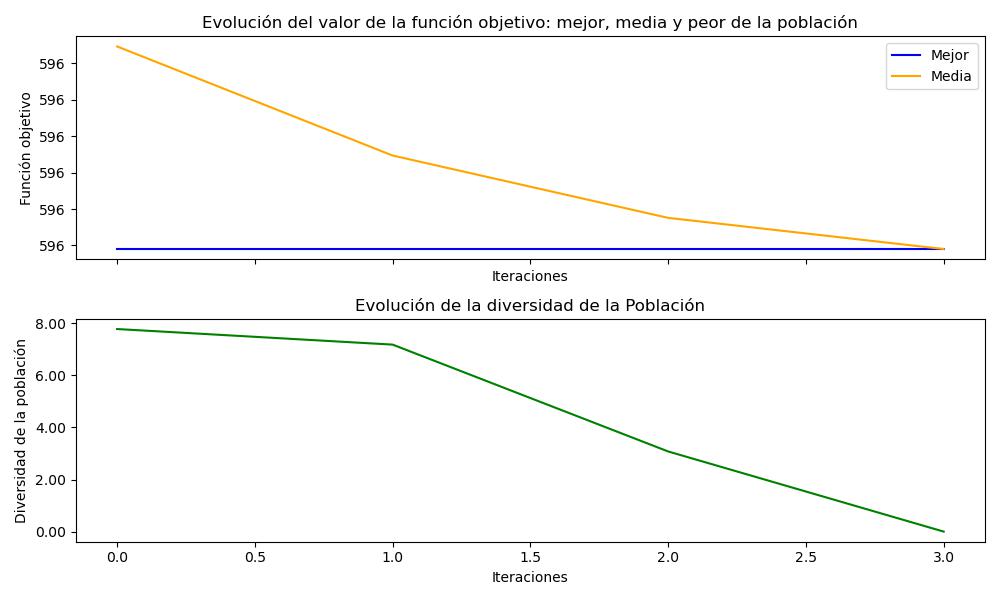 Evolución del valor de la función objetivo: mejor, media y peor de la población
Función objetivo
596
596
596
596
596
596
Mejor
Media
Iteraciones
Evolución de la diversidad de la Población
Diversidad de la población
8.00
6.00
4.00
2.00
0.00
0.0 0.5 1.0 1.5 2.0 2.5 3.0
Iteraciones